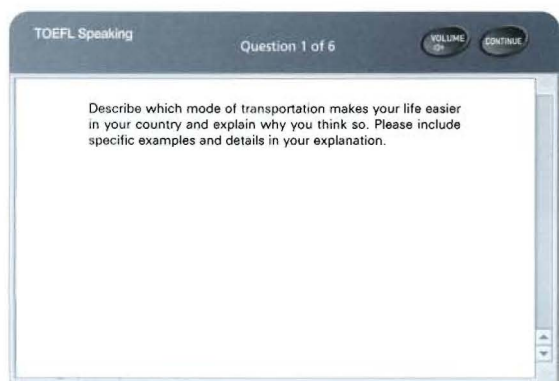 TOEFL Speaking
Question 1 of 6
VOLUME
CONTINUE
Describe which mode of transportation makes your life easier
in your country and explain why you think so. Please include
specific examples and details in your explanation.